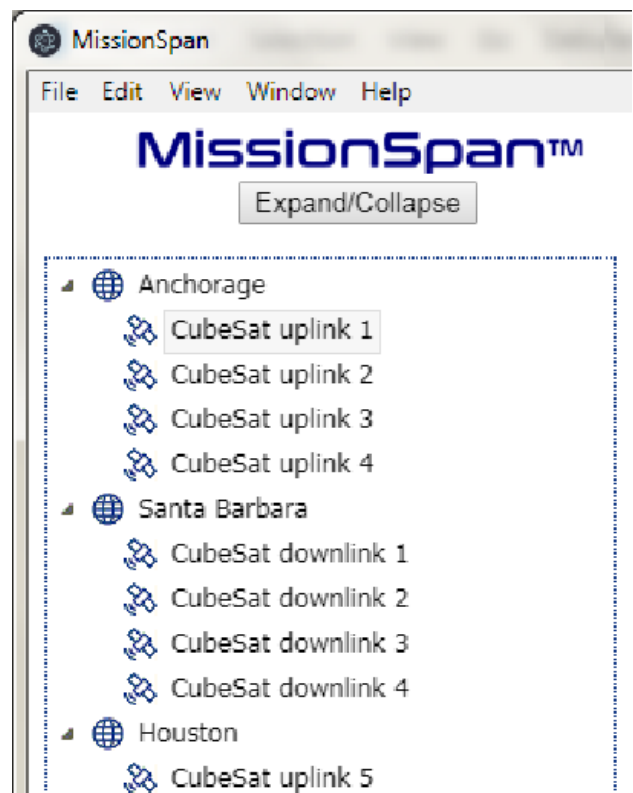 MissionSpan
File Edit View Window Help
MissionSpan™
Expand/Collapse
Anchorage
CubeSat uplink 1
CubeSat uplink 2
CubeSat uplink 3
CubeSat uplink 4
Santa Barbara
CubeSat downlink 1
CubeSat downlink 2
CubeSat downlink 3
CubeSat downlink 4
Houston
CubeSat uplink 5